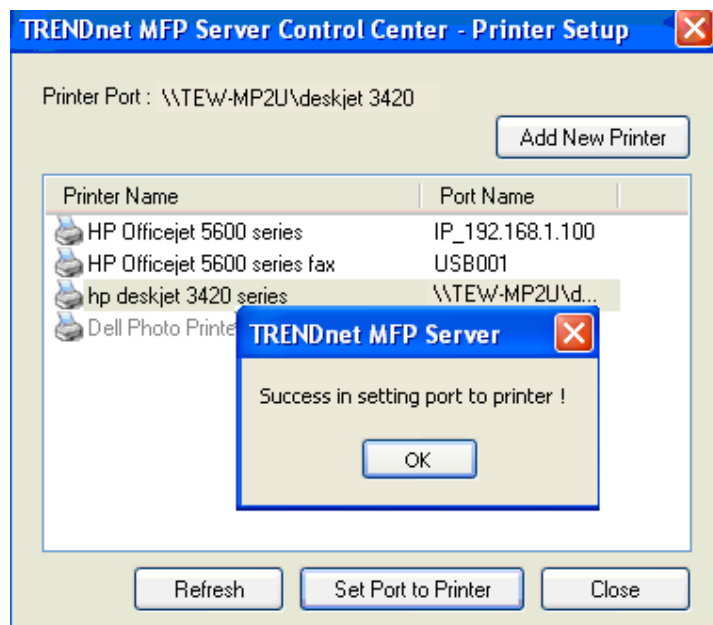 TRENDnet MFP Server Control Center - Printer Setup
Printer Port : \\TEW-MP2U\deskjet 3420
Add New Printer
Printer Name Port Name
HP Officejet 5600 series IP_192.168.1.100
HP Officejet 5600 series fax USB001
hp deskjet 3420 series \\TEW-MP2U\d...
Dell Photo Printe
TRENDnet MFP Server
Success in setting port to printer !
OK
Refresh Set Port to Printer Close